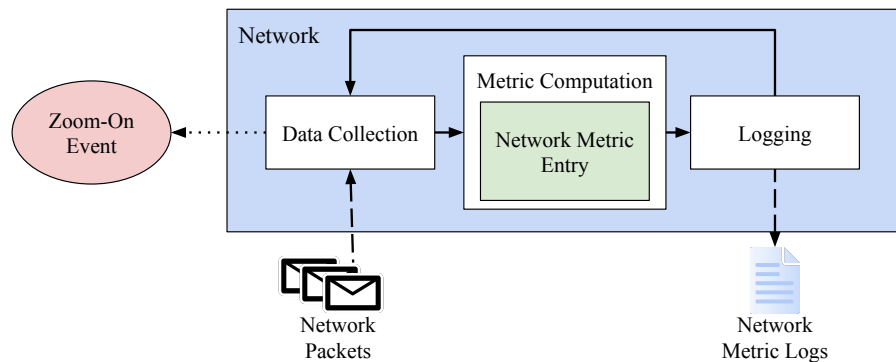 Network
Zoom-On
Event
Data Collection
Metric Computation
Network Metric
Entry
Logging
Network
Packets
Network
Metric Logs